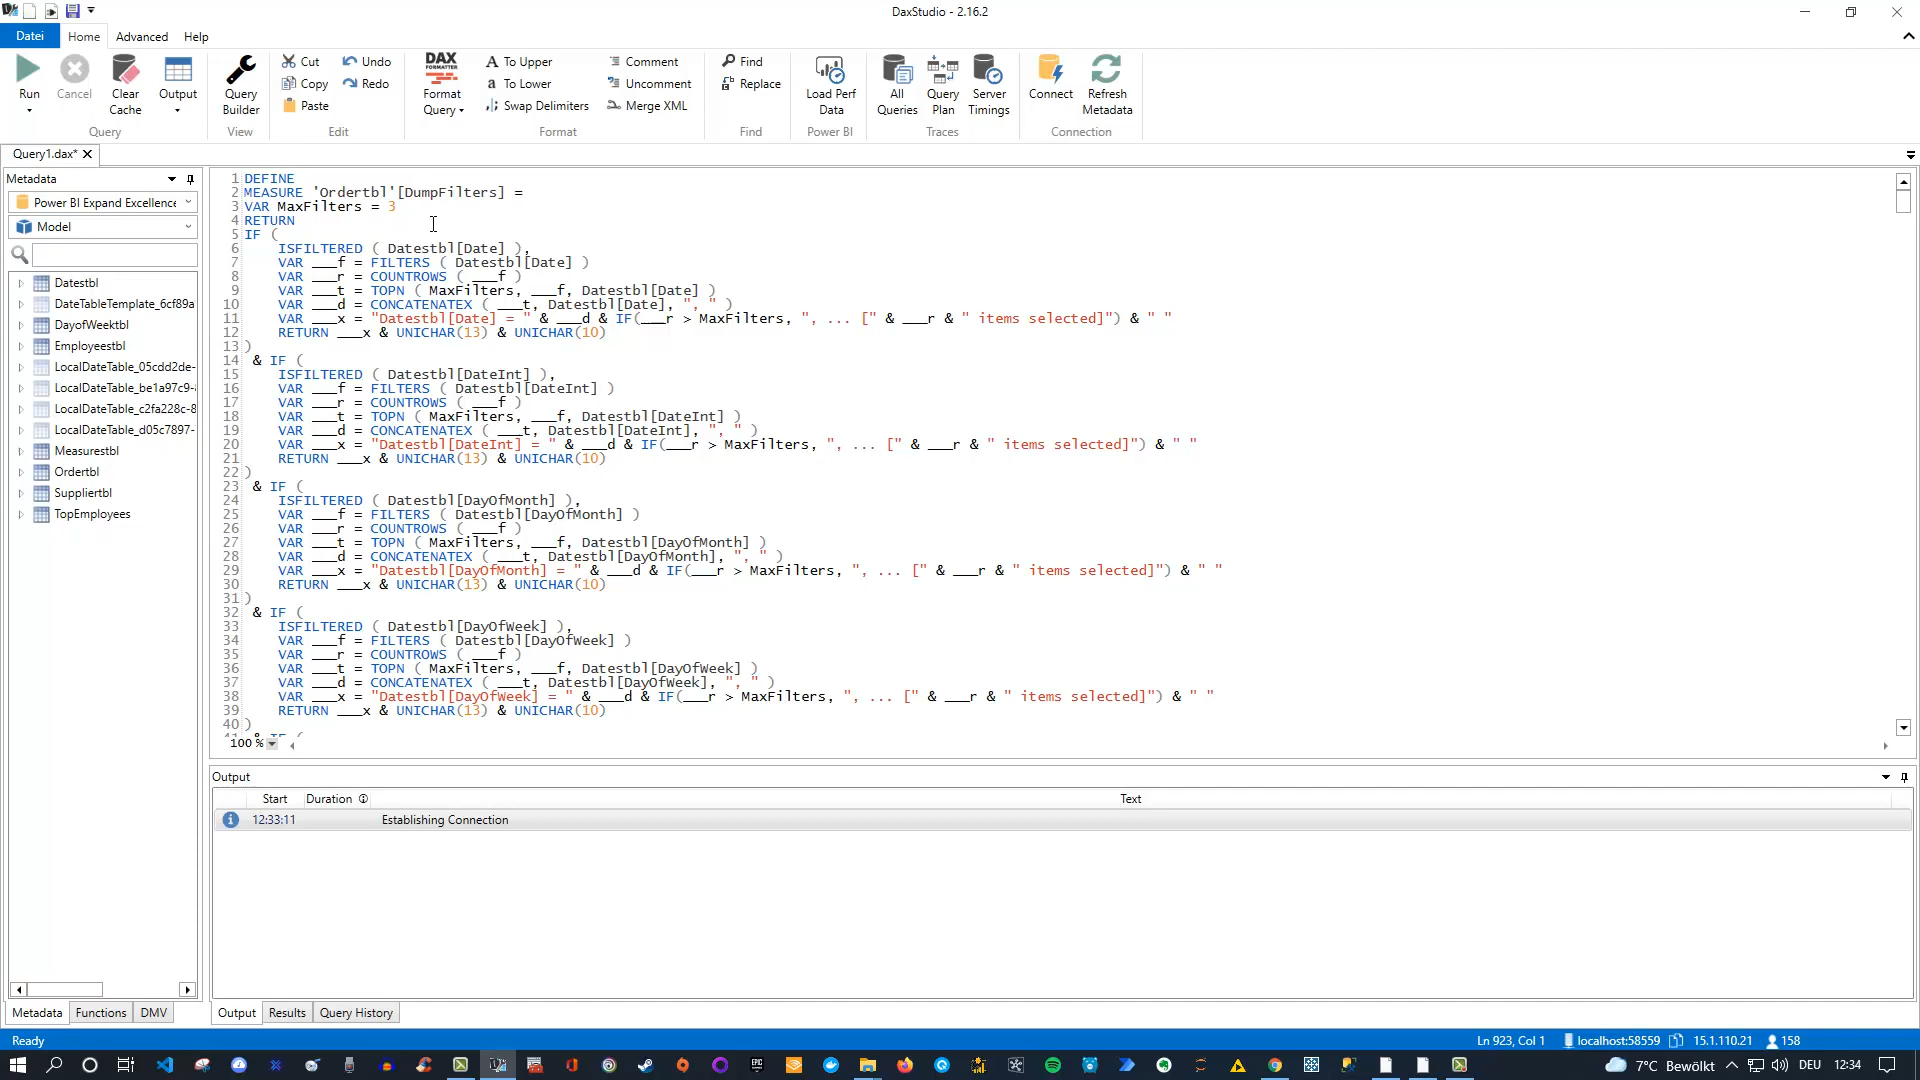 DaxStudio - 2.16.2
Datei Home Advanced Help
Run Cancel Clear Cache Output
Query
Query Builder
View
Cut Undo
Copy Redo
Paste
Edit
DAX FORMATTER
Format Query
A To Upper Comment
a To Lower Uncomment
Swap Delimiters Merge XML
Format
Find
Replace
Find
Load Perf Data
Power BI
All Queries Query Plan Server Timings
Traces
Connect Refresh Metadata
Connection
Query1.dax*
Metadata
Power BI Expand Excellence
Model
Datestbl
DateTableTemplate_6cf89a
DayofWeektbl
Employeestbl
LocalDateTable_05cdd2de-
LocalDateTable_be1a97c9-
LocalDateTable_c2fa228c-8
LocalDateTable_d05c7897-
Measurestbl
Ordertbl
Suppliertbl
TopEmployees
1 DEFINE
2 MEASURE 'Ordertbl'[DumpFilters] =
3 VAR MaxFilters = 3
4 RETURN
5 IF (
6 ISFILTERED ( Datestbl[Date] ),
7 VAR ___f = FILTERS ( Datestbl[Date] )
8 VAR ___r = COUNTROWS ( ___f )
9 VAR ___t = TOPN ( MaxFilters, ___f, Datestbl[Date] )
10 VAR ___d = CONCATENATEX ( ___t, Datestbl[Date], ", " )
11 VAR ___x = "Datestbl[Date] = " & ___d & IF(___r > MaxFilters, ", ... [" & ___r & " items selected]") & " "
12 RETURN ___x & UNICHAR(13) & UNICHAR(10)
13 )
14 & IF (
15 ISFILTERED ( Datestbl[DateInt] ),
16 VAR ___f = FILTERS ( Datestbl[DateInt] )
17 VAR ___r = COUNTROWS ( ___f )
18 VAR ___t = TOPN ( MaxFilters, ___f, Datestbl[DateInt] )
19 VAR ___d = CONCATENATEX ( ___t, Datestbl[DateInt], ", " )
20 VAR ___x = "Datestbl[DateInt] = " & ___d & IF(___r > MaxFilters, ", ... [" & ___r & " items selected]") & " "
21 RETURN ___x & UNICHAR(13) & UNICHAR(10)
22 )
23 & IF (
24 ISFILTERED ( Datestbl[DayOfMonth] ),
25 VAR ___f = FILTERS ( Datestbl[DayOfMonth] )
26 VAR ___r = COUNTROWS ( ___f )
27 VAR ___t = TOPN ( MaxFilters, ___f, Datestbl[DayOfMonth] )
28 VAR ___d = CONCATENATEX ( ___t, Datestbl[DayOfMonth], ", " )
29 VAR ___x = "Datestbl[DayOfMonth] = " & ___d & IF(___r > MaxFilters, ", ... [" & ___r & " items selected]") & " "
30 RETURN ___x & UNICHAR(13) & UNICHAR(10)
31 )
32 & IF (
33 ISFILTERED ( Datestbl[DayOfWeek] ),
34 VAR ___f = FILTERS ( Datestbl[DayOfWeek] )
35 VAR ___r = COUNTROWS ( ___f )
36 VAR ___t = TOPN ( MaxFilters, ___f, Datestbl[DayOfWeek] )
37 VAR ___d = CONCATENATEX ( ___t, Datestbl[DayOfWeek], ", " )
38 VAR ___x = "Datestbl[DayOfWeek] = " & ___d & IF(___r > MaxFilters, ", ... [" & ___r & " items selected]") & " "
39 RETURN ___x & UNICHAR(13) & UNICHAR(10)
40 )
41 & IF (
100 %
Output
Start Duration Text
12:33:11 Establishing Connection
Metadata Functions DMV
Output Results Query History
Ready Ln 923, Col 1 localhost:58559 15.1.110.21 158
7°C Bewölkt DEU 12:34